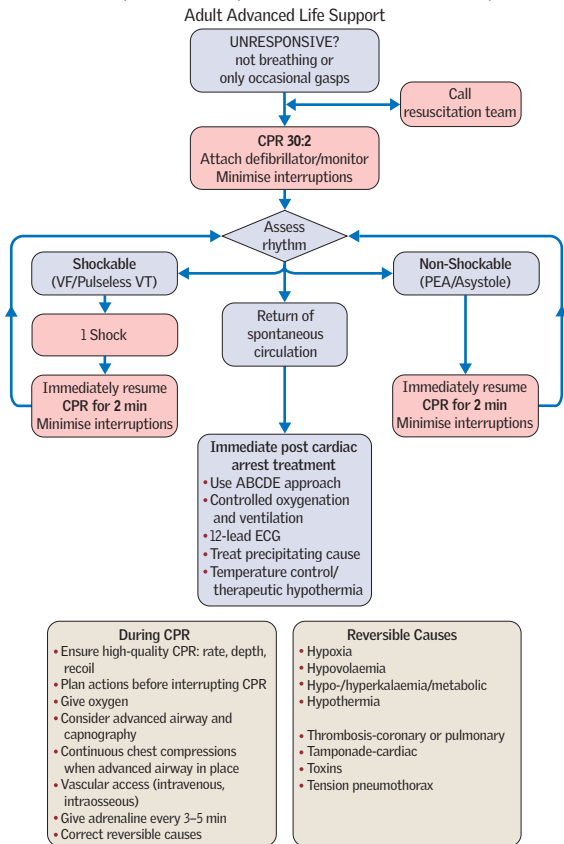 Adult Advanced Life Support
UNRESPONSIVE?
not breathing or
only occasional gasps
Call
resuscitation team
CPR 30:2
Attach defibrillator/monitor
Minimise interruptions
Assess
rhythm
Shockable
(VF/Pulseless VT)
Non-Shockable
(PEA/Asystole)
1 Shock
Return of
spontaneous
circulation
Immediately resume
CPR for 2 min
Minimise interruptions
Immediately resume
CPR for 2 min
Minimise interruptions
Immediate post cardiac
arrest treatment
• Use ABCDE approach
• Controlled oxygenation
and ventilation
• 12-lead ECG
• Treat precipitating cause
• Temperature control/
therapeutic hypothermia
During CPR
• Ensure high-quality CPR: rate, depth,
recoil
• Plan actions before interrupting CPR
• Give oxygen
• Consider advanced airway and
capnography
• Continuous chest compressions
when advanced airway in place
• Vascular access (intravenous,
intraosseous)
• Give adrenaline every 3–5 min
• Correct reversible causes
Reversible Causes
• Hypoxia
• Hypovolaemia
• Hypo-/hyperkalaemia/metabolic
• Hypothermia
• Thrombosis-coronary or pulmonary
• Tamponade-cardiac
• Toxins
• Tension pneumothorax